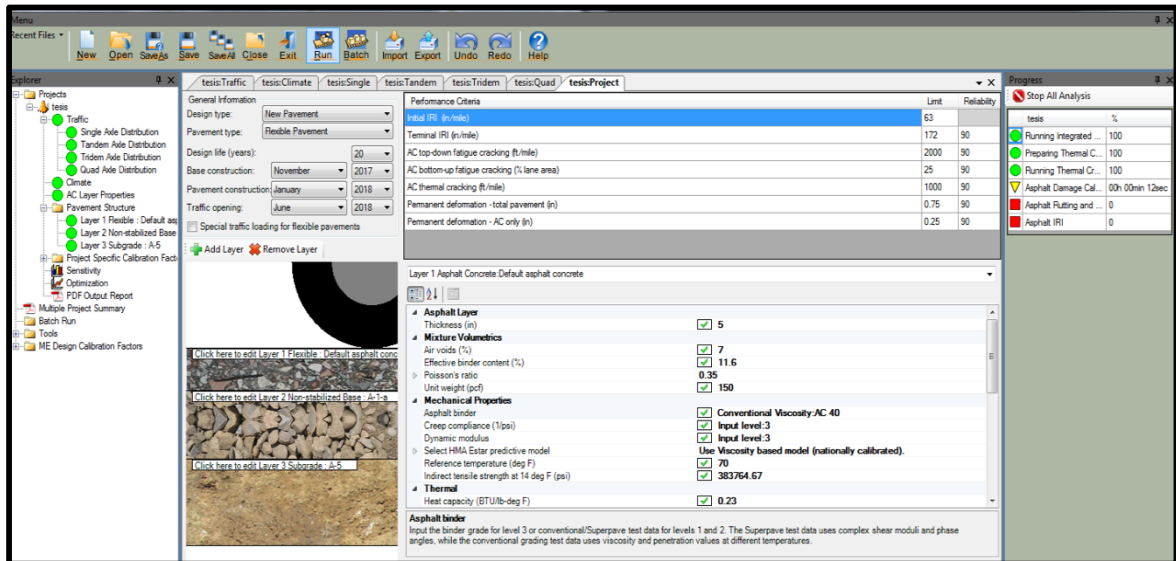 Menu
Recent Files
New Open SaveAs Save SaveAll Close Exit Run Batch Import Export Undo Redo Help
Explorer
Projects
tesis
Traffic
Single Axle Distribution
Tandem Axle Distribution
Tridem Axle Distribution
Quad Axle Distribution
Climate
AC Layer Properties
Pavement Structure
Layer 1 Flexible : Default asp
Layer 2 Non-stabilized Base
Layer 3 Subgrade : A-5
Project Specific Calibration Fact
Sensitivity
Optimization
PDF Output Report
Multiple Project Summary
Batch Run
Tools
ME Design Calibration Factors
tesis:Traffic tesis:Climate tesis:Single tesis:Tandem tesis:Tridem tesis:Quad tesis:Project
General Information
Design type: New Pavement
Pavement type: Flexible Pavement
Design life (years): 20
Base construction: November 2017
Pavement construction: January 2018
Traffic opening: June 2018
Special traffic loading for flexible pavements
Add Layer Remove Layer
Click here to edit Layer 1 Flexible : Default asphalt conc
Click here to edit Layer 2 Non-stabilized Base : A-1-a
Click here to edit Layer 3 Subgrade : A-5
Performance Criteria Limit Reliability
Initial IRI (in/mile) 63
Terminal IRI (in/mile) 172 90
AC top-down fatigue cracking (ft/mile) 2000 90
AC bottom-up fatigue cracking (% lane area) 25 90
AC thermal cracking (ft/mile) 1000 90
Permanent deformation - total pavement (in) 0.75 90
Permanent deformation - AC only (in) 0.25 90
Layer 1 Asphalt Concrete:Default asphalt concrete
Asphalt Layer
Thickness (in) 5
Mixture Volumetrics
Air voids (%) 7
Effective binder content (%) 11.6
Poisson's ratio 0.35
Unit weight (pcf) 150
Mechanical Properties
Asphalt binder Conventional Viscosity:AC 40
Creep compliance (1/psi) Input level:3
Dynamic modulus Input level:3
Select HMA Estar predictive model Use Viscosity based model (nationally calibrated).
Reference temperature (deg F) 70
Indirect tensile strength at 14 deg F (psi) 383764.67
Thermal
Heat capacity (BTU/lb-deg F) 0.23
Asphalt binder
Input the binder grade for level 3 or conventional/Superpave test data for levels 1 and 2. The Superpave test data uses complex shear moduli and phase
angles, while the conventional grading test data uses viscosity and penetration values at different temperatures.
Progress
Stop All Analysis
tesis %
Running Integrated ... 100
Preparing Thermal C... 100
Running Thermal Cr... 100
Asphalt Damage Cal... 00h 00min 12sec
Asphalt Rutting and ... 0
Asphalt IRI 0